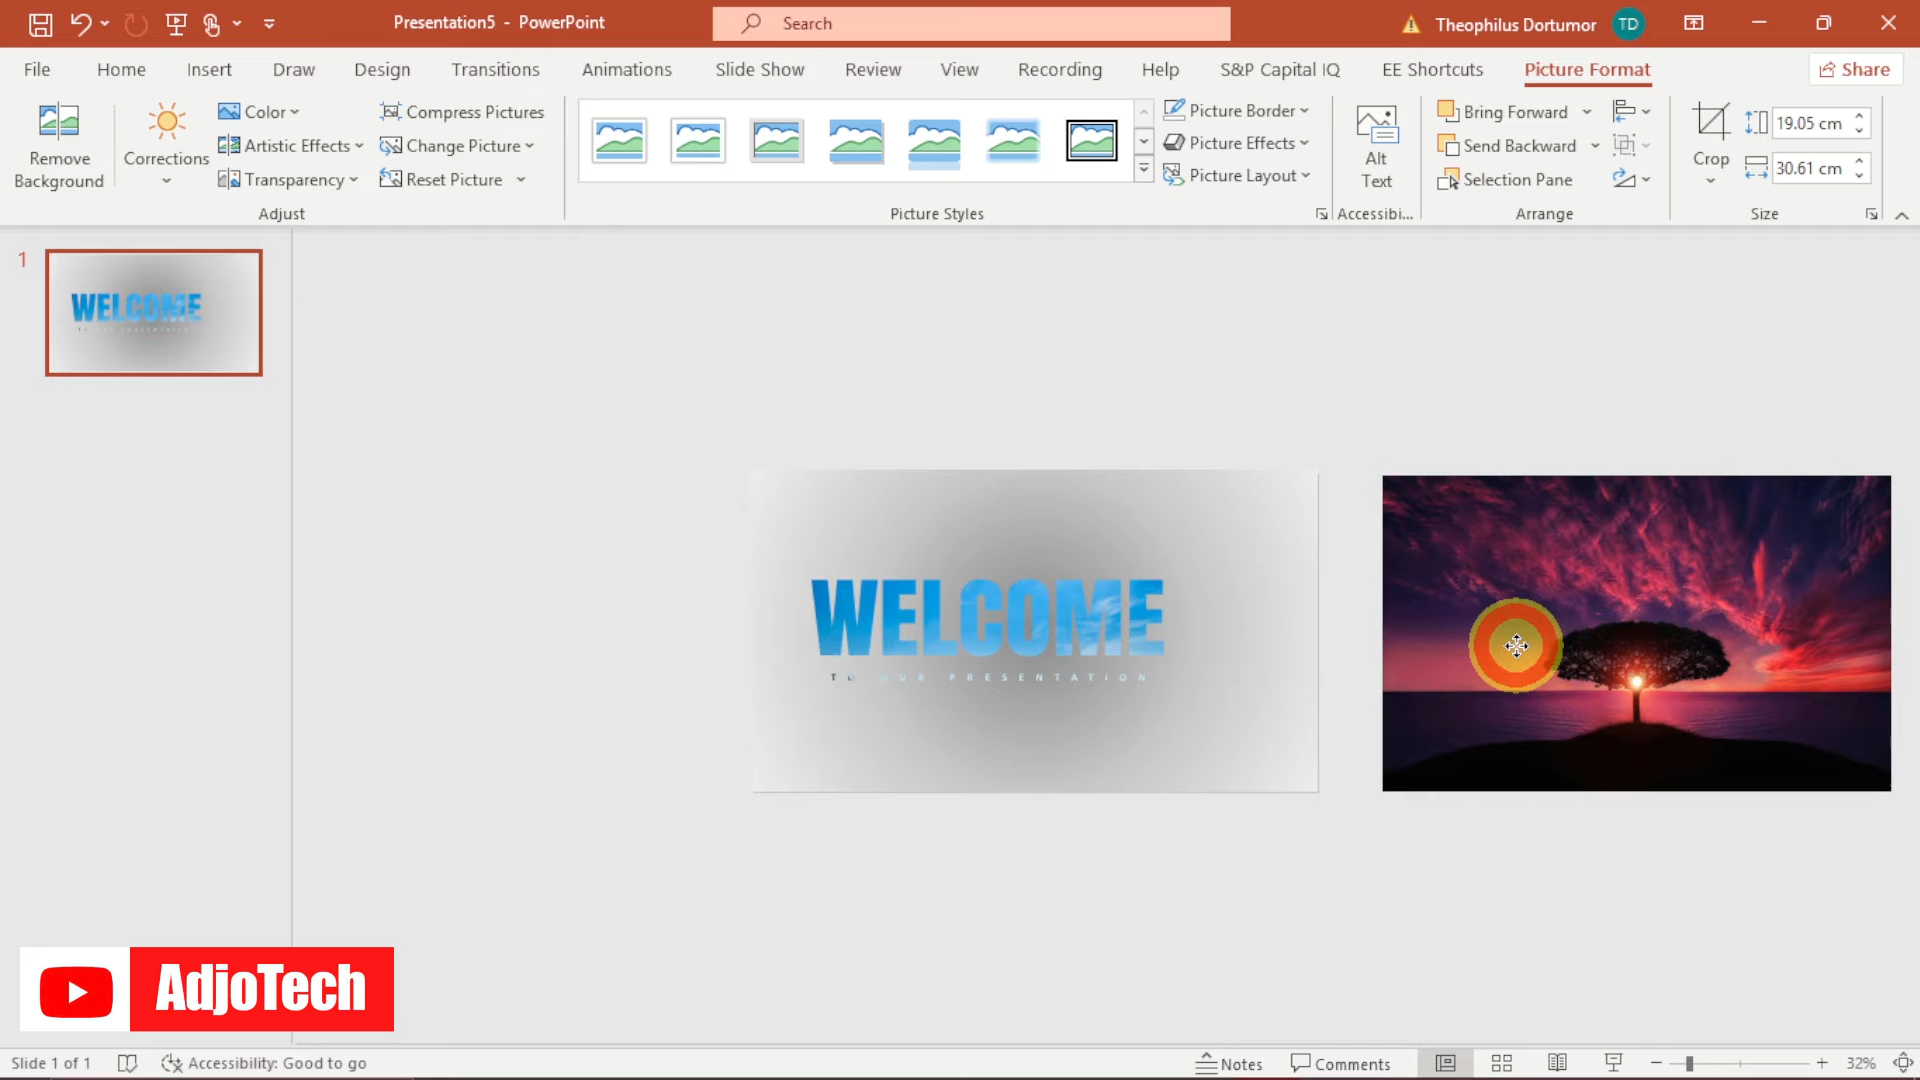 Presentation5 - PowerPoint
Search
Theophilus Dortumor
TD
File
Home
Insert
Draw
Design
Transitions
Animations
Slide Show
Review
View
Recording
Help
S&P Capital IQ
EE Shortcuts
Picture Format
Share
Remove
Background
Corrections
Color
Artistic Effects
Transparency
Compress Pictures
Change Picture
Reset Picture
Adjust
Picture Styles
Picture Border
Picture Effects
Picture Layout
Alt
Text
Accessibi...
Bring Forward
Send Backward
Selection Pane
Arrange
Crop
19.05 cm
30.61 cm
Size
1
WELCOME
WELCOME
TO OUR PRESENTATION
AdjoTech
Slide 1 of 1
Accessibility: Good to go
Notes
Comments
32%